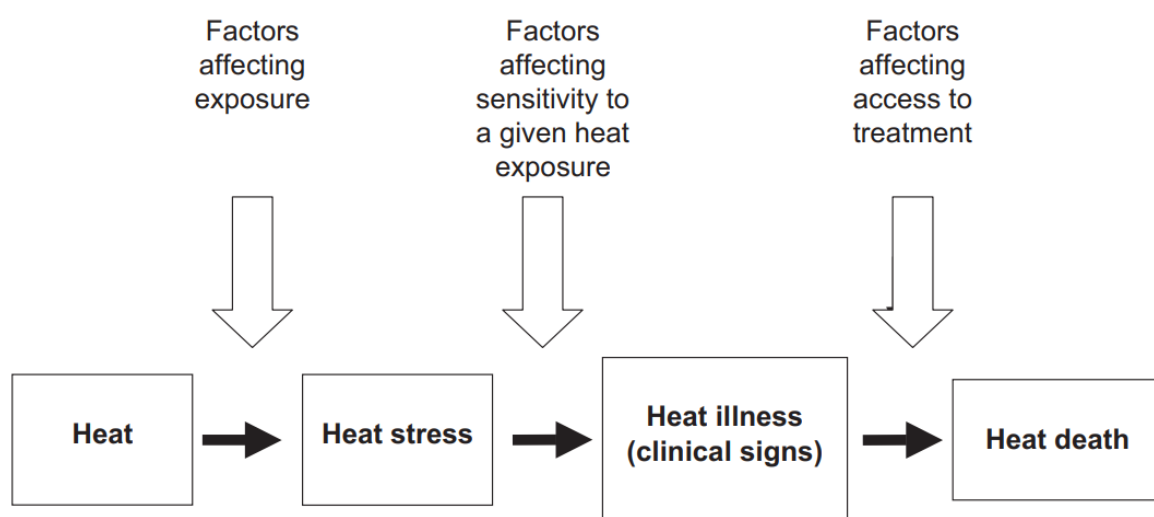 Factors
affecting
exposure
Factors
affecting
sensitivity to
a given heat
exposure
Factors
affecting
access to
treatment
Heat
Heat stress
Heat illness
(clinical signs)
Heat death